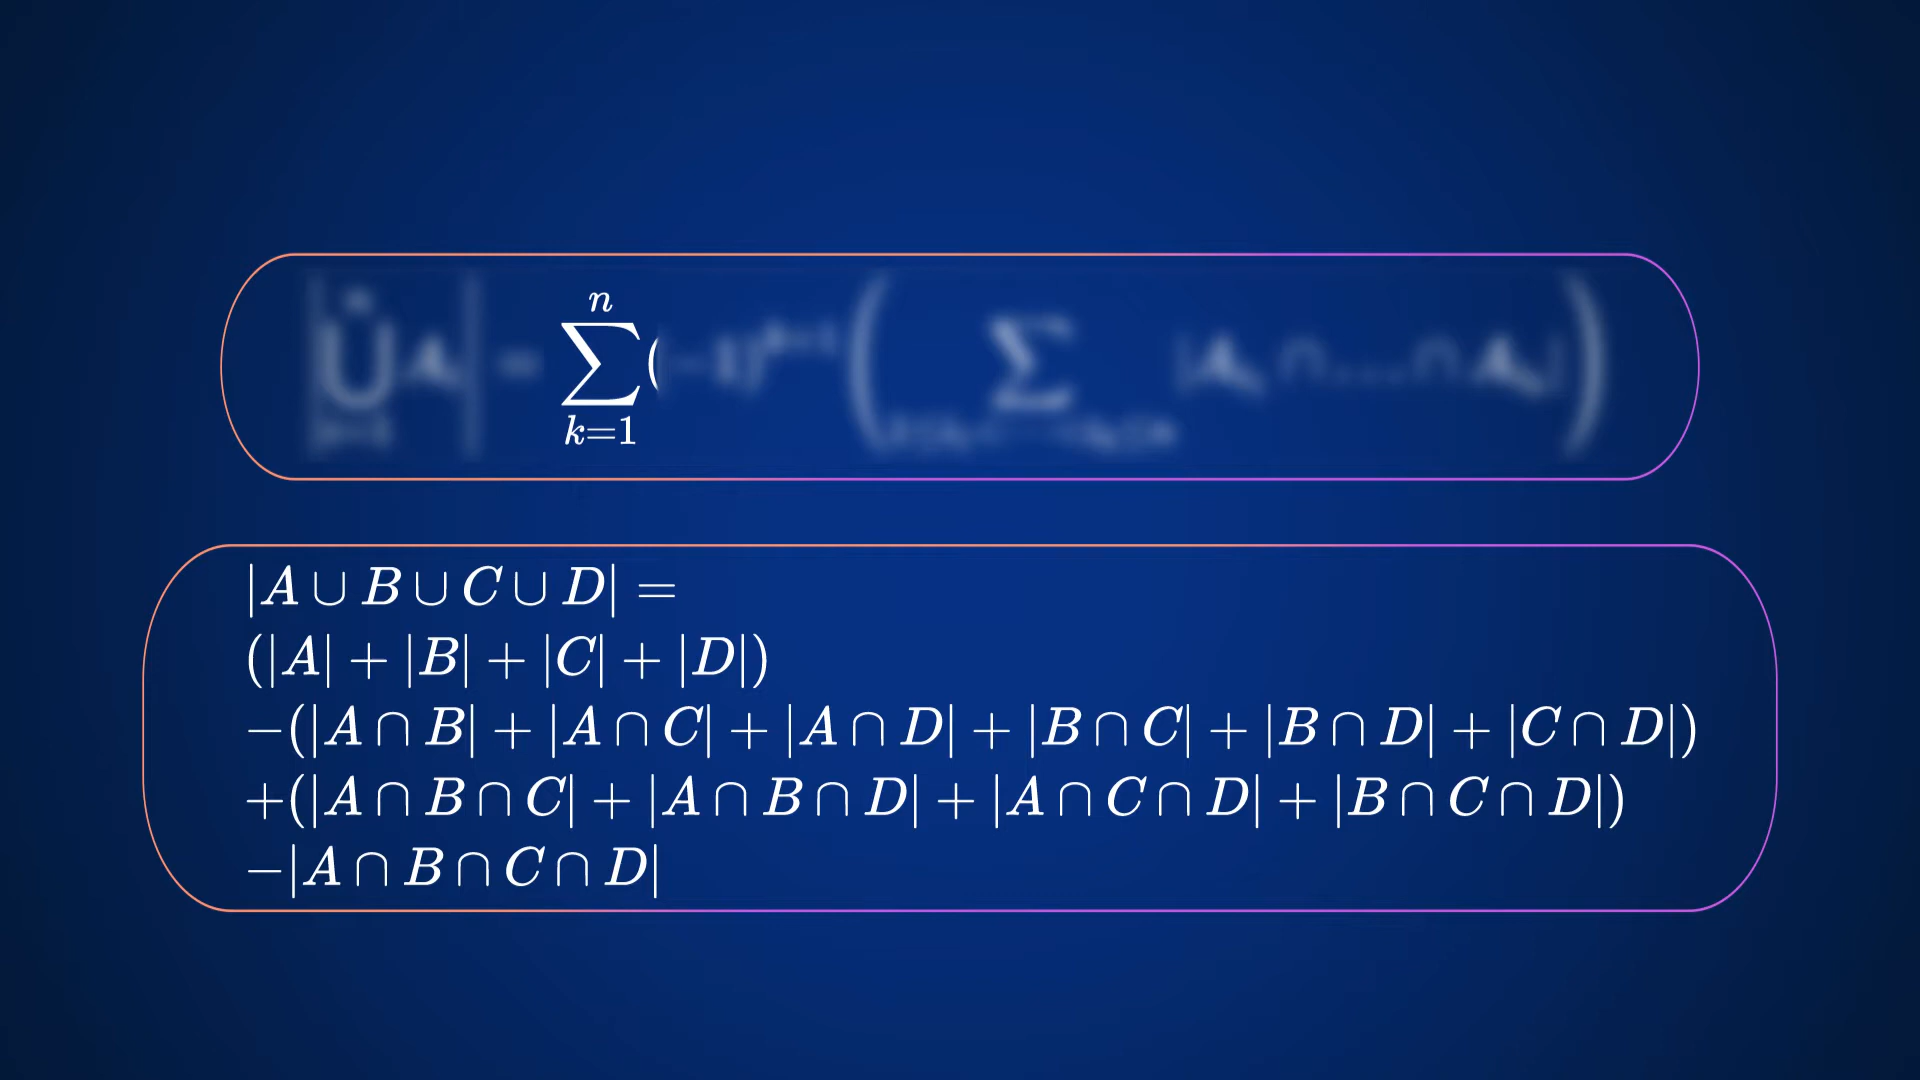 n
∑(
k=1
|A ∪ B ∪ C ∪ D| =
(|A| + |B| + |C| + |D|)
−(|A ∩ B| + |A ∩ C| + |A ∩ D| + |B ∩ C| + |B ∩ D| + |C ∩ D|)
+(|A ∩ B ∩ C| + |A ∩ B ∩ D| + |A ∩ C ∩ D| + |B ∩ C ∩ D|)
−|A ∩ B ∩ C ∩ D|